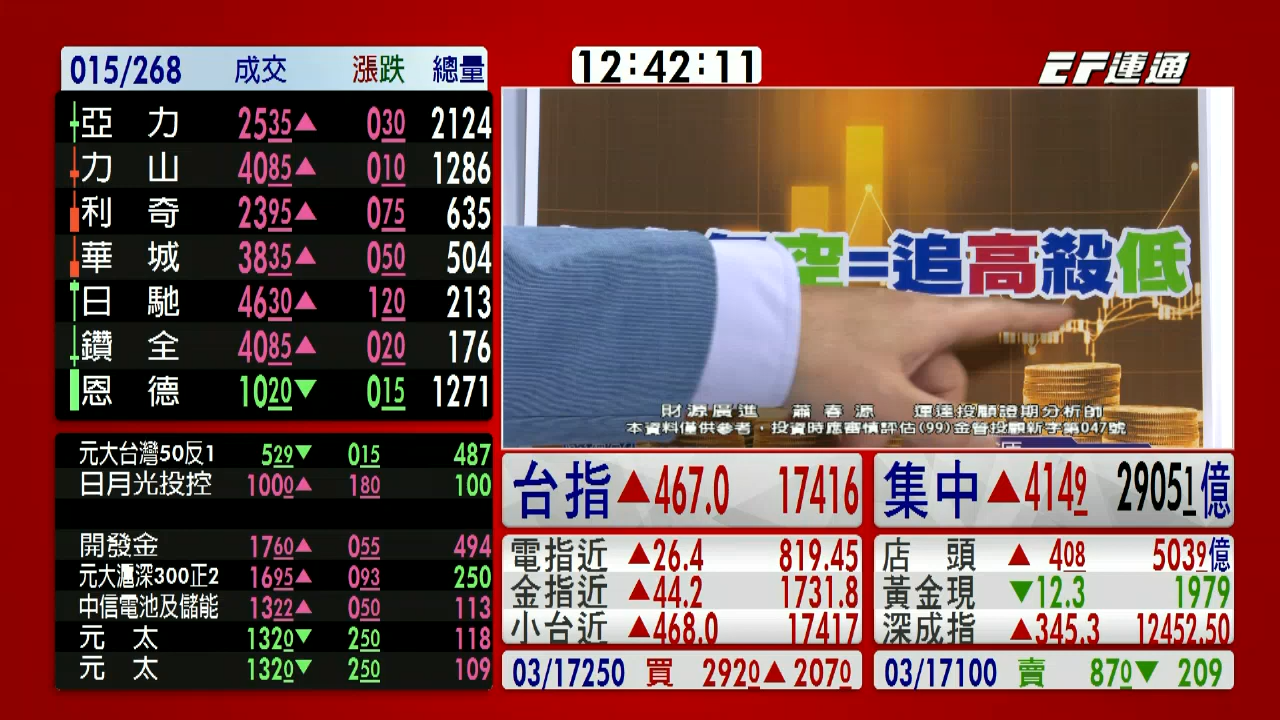 015/268 成交 漲跌 總量
亞力 2535▲ 030 2124
力山 4085▲ 010 1286
利奇 2395▲ 075 635
華城 3835▲ 050 504
日馳 4630▲ 120 213
鑽全 4085▲ 020 176
恩德 1020▼ 015 1271
元大台灣50反1 529▼ 015 487
日月光投控 1000▲ 180 100
開發金 1760▲ 055 494
元大滬深300正2 1695▲ 093 250
中信電池及儲能 1322▲ 050 113
元太 1320▼ 250 118
元太 1320▼ 250 109
12:42:11
EF運通
空=追高殺低
財源廣進 蕭春源 運達投顧證期分析師
本資料僅供參考，投資時應審慎評估(99)金管投顧新字第047號
台指▲467.0 17416
電指近 ▲26.4 819.45
金指近 ▲44.2 1731.8
小台近 ▲468.0 17417
03/17250 買 2920▲2070
集中▲4149 29051億
店頭 ▲408 5039億
黃金現 ▼12.3 1979
深成指 ▲345.3 12452.50
03/17100 賣 870▼ 209